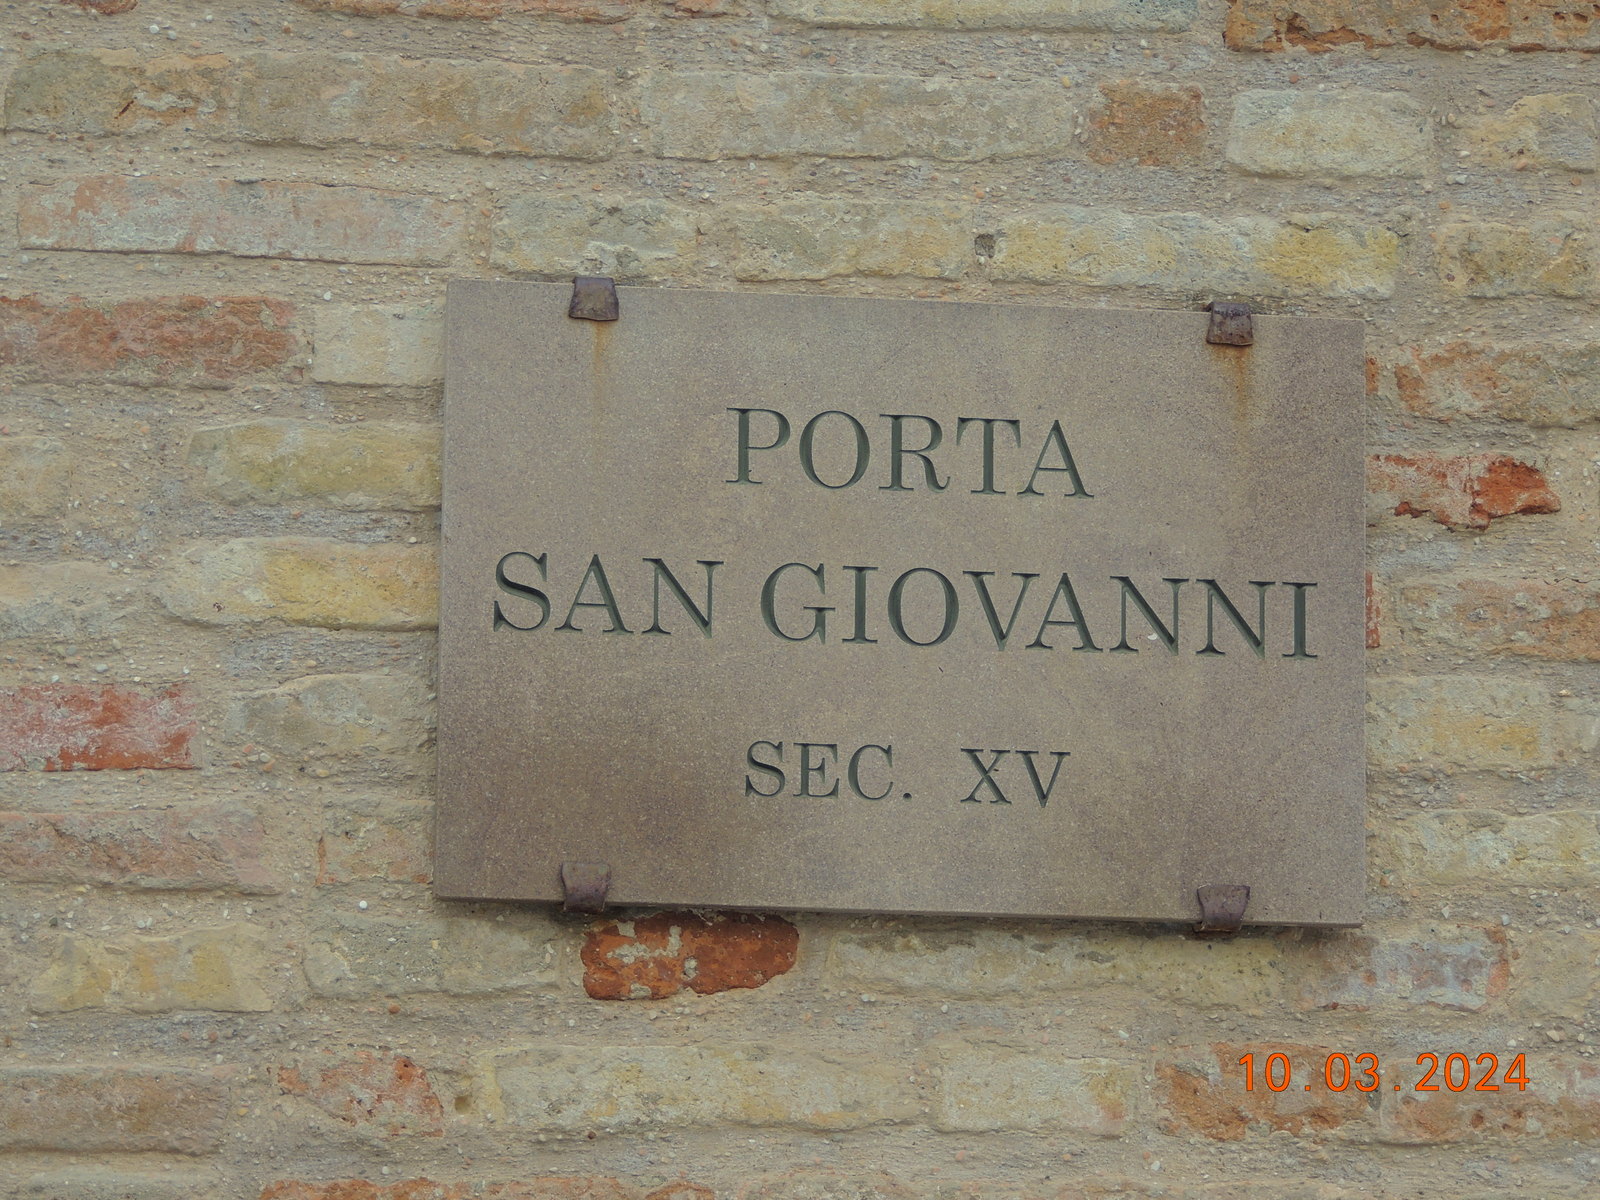 PORTA
SAN GIOVANNI
SEC. XV
10.03.2024